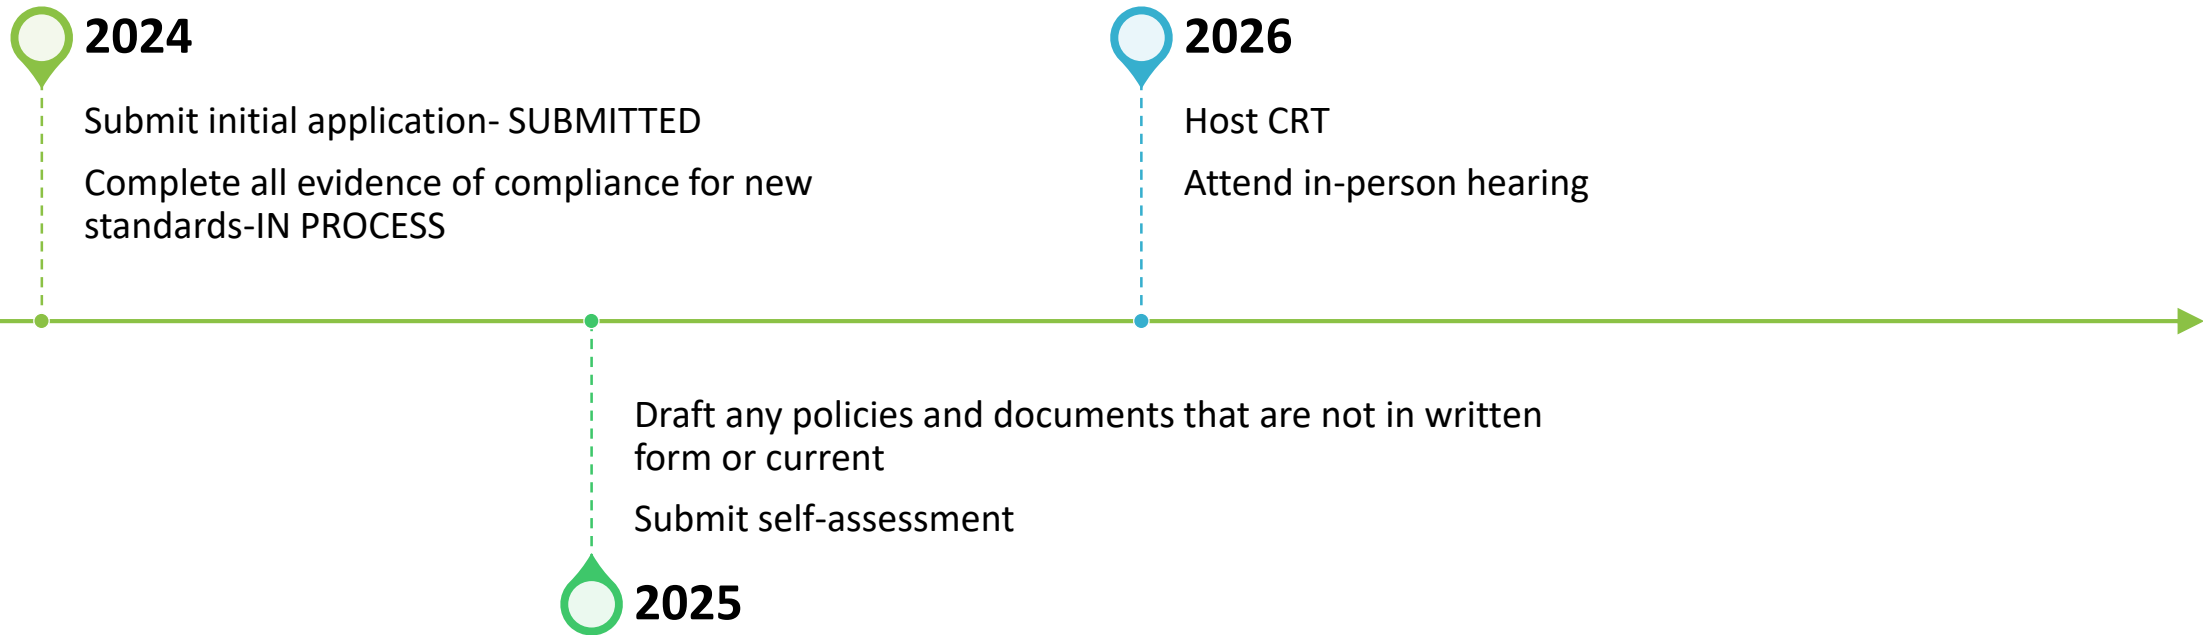 2024
Submit initial application- SUBMITTED
Complete all evidence of compliance for new
standards-IN PROCESS
2026
Host CRT
Attend in-person hearing
Draft any policies and documents that are not in written
form or current
Submit self-assessment
2025